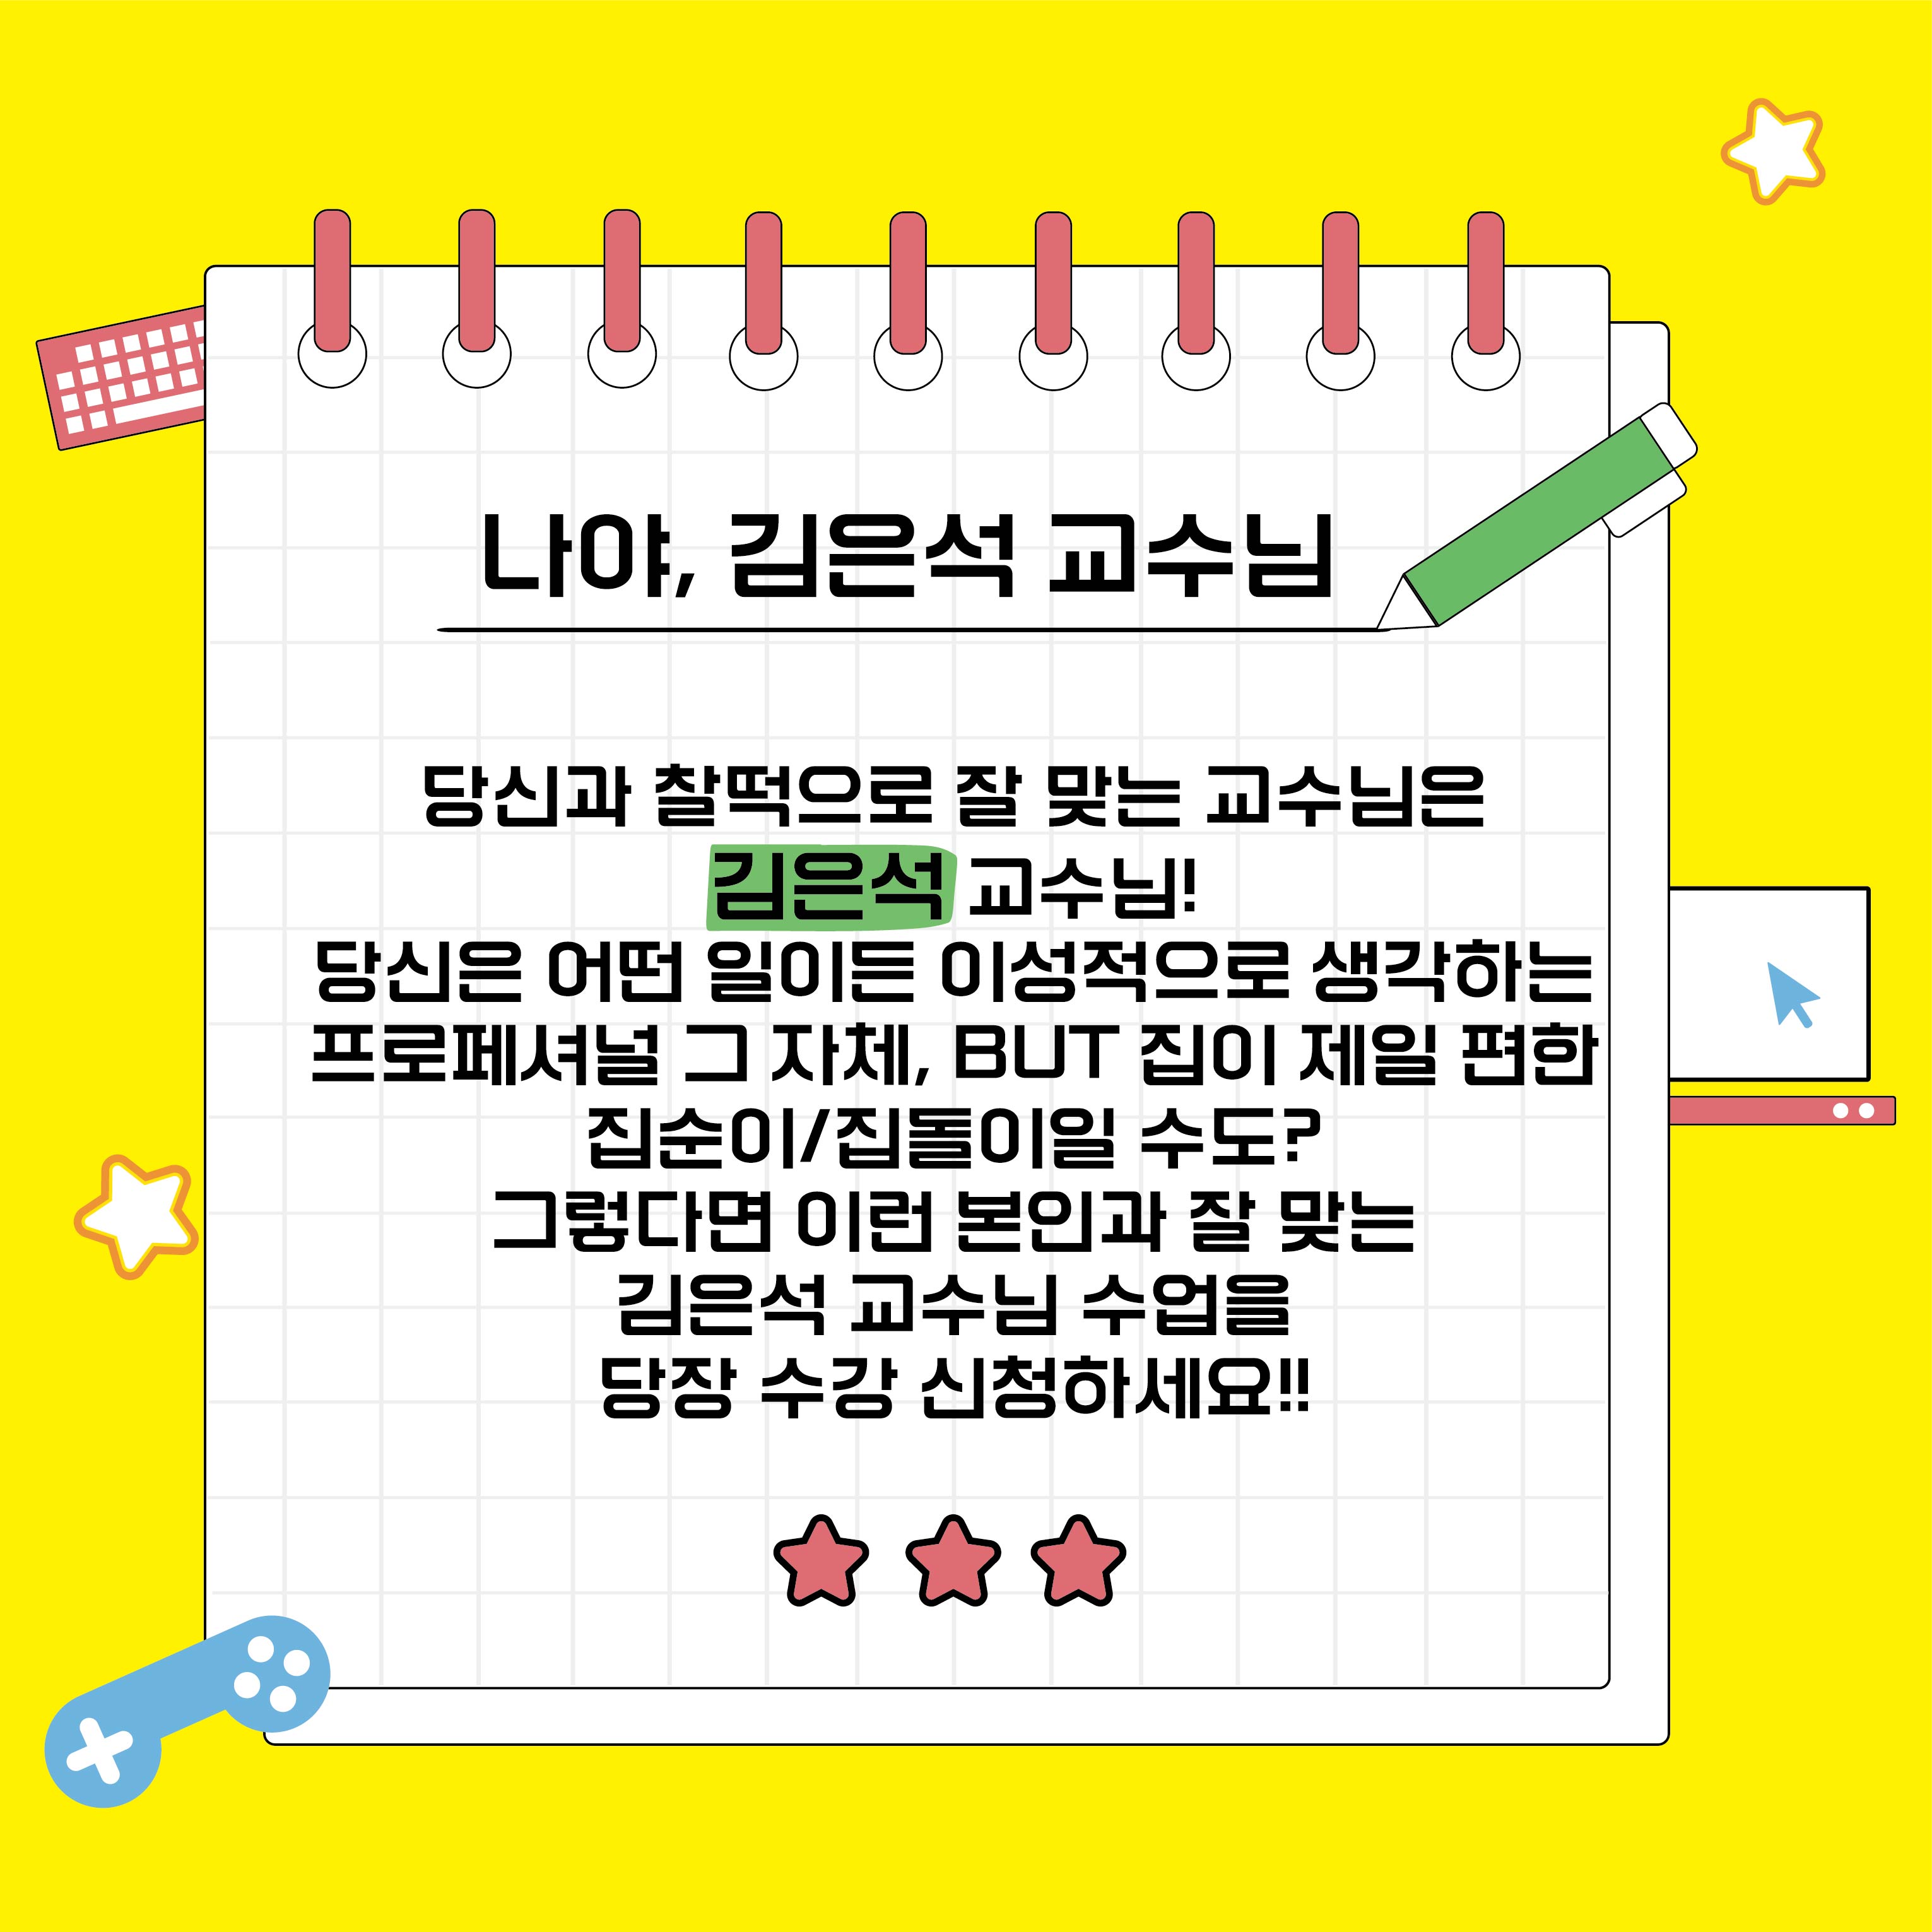 나야, 김은석 교수님
당신과 찰떡으로 잘 맞는 교수님은
김은석 교수님!
당신은 어떤 일이든 이성적으로 생각하는
프로페셔널 그 자체, BUT 집이 제일 편한
집순이/집돌이일 수도?
그렇다면 이런 본인과 잘 맞는
김은석 교수님 수업을
당장 수강 신청하세요!!